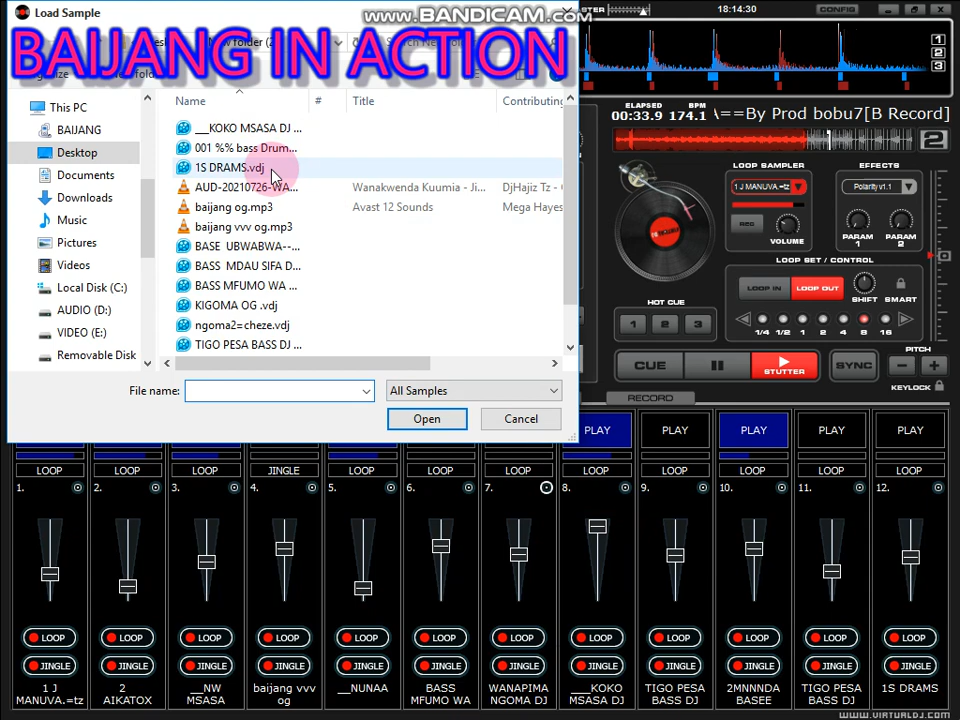 Load Sample
www.BANDICAM.com
BAIJANG IN ACTION
CONFIG
18:14:30
1
2
3
This PC
BAIJANG
Desktop
Documents
Downloads
Music
Pictures
Videos
Local Disk (C:)
AUDIO (D:)
VIDEO (E:)
Removable Disk
Name # Title Contributing
__KOKO MSASA DJ ...
001 %% bass Drum...
1S DRAMS.vdj
AUD-20210726-WA... Wanakwenda Kuumia - Ji... DjHajiz Tz -
baijang og.mp3 Avast 12 Sounds Mega Hayes
baijang vvv og.mp3
BASE UBWABWA--...
BASS MDAU SIFA D...
BASS MFUMO WA ...
KIGOMA OG .vdj
ngoma2=cheze.vdj
TIGO PESA BASS DJ ...
File name: All Samples
Open Cancel
ELAPSED BPM
00:33.9 174.1 \==By Prod bobu7[B Record]
2
LOOP SAMPLER EFFECTS
1 J MANUVA.=tz Polarity v1.1
REC VOLUME PARAM 1 PARAM 2
LOOP SET / CONTROL
LOOP IN LOOP OUT SHIFT SMART
HOT CUE
1 2 3
1/4 1/2 1 2 4 8 16
CUE STUTTER SYNC
PITCH
KEYLOCK
RECORD
PLAY PLAY PLAY PLAY PLAY
LOOP LOOP LOOP JINGLE LOOP LOOP LOOP LOOP LOOP LOOP LOOP LOOP
1. 2. 3. 4. 5. 6. 7. 8. 9. 10. 11. 12.
LOOP LOOP LOOP LOOP LOOP LOOP LOOP LOOP LOOP LOOP LOOP LOOP
JINGLE JINGLE JINGLE JINGLE JINGLE JINGLE JINGLE JINGLE JINGLE JINGLE JINGLE JINGLE
1 J MANUVA.=tz
2 AIKATOX
__NW MSASA
baijang vvv og
__NUNAA
BASS MFUMO WA
WANAPIMA NGOMA DJ
___KOKO MSASA DJ
TIGO PESA BASS DJ
2MNNNDA BASEE
TIGO PESA BASS DJ
1S DRAMS
www.VIRTUALDJ.com